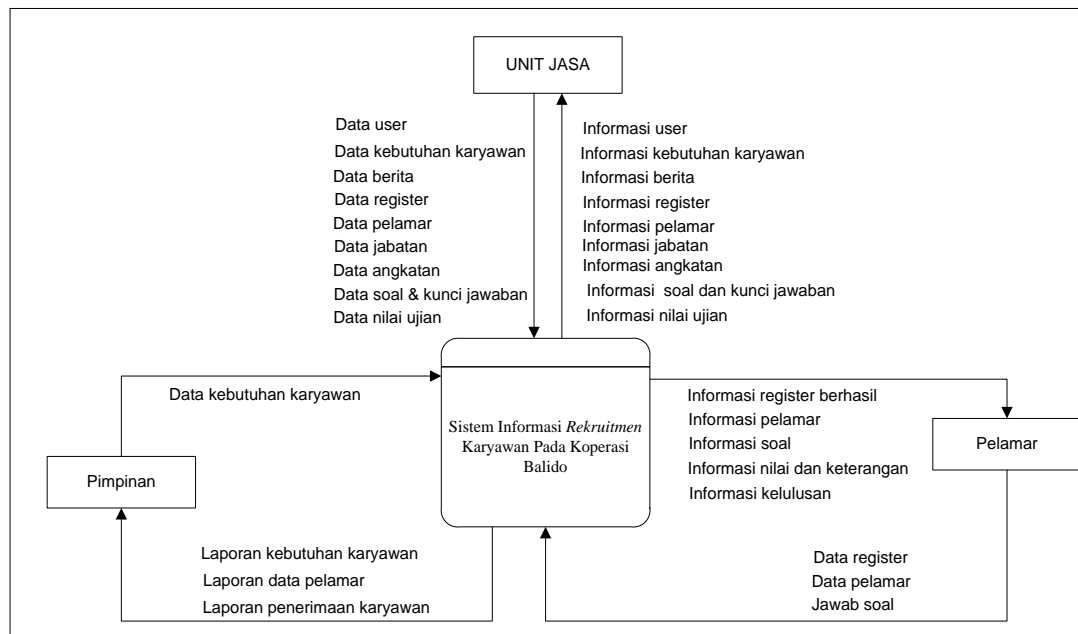 UNIT JASA
Data user
Data kebutuhan karyawan
Data berita
Data register
Data pelamar
Data jabatan
Data angkatan
Data soal & kunci jawaban
Data nilai ujian
Informasi user
Informasi kebutuhan karyawan
Informasi berita
Informasi register
Informasi pelamar
Informasi jabatan
Informasi angkatan
Informasi soal dan kunci jawaban
Informasi nilai ujian
Data kebutuhan karyawan
Sistem Informasi Rekruitmen
Karyawan Pada Koperasi
Balido
Informasi register berhasil
Informasi pelamar
Informasi soal
Informasi nilai dan keterangan
Informasi kelulusan
Pelamar
Pimpinan
Laporan kebutuhan karyawan
Laporan data pelamar
Laporan penerimaan karyawan
Data register
Data pelamar
Jawab soal